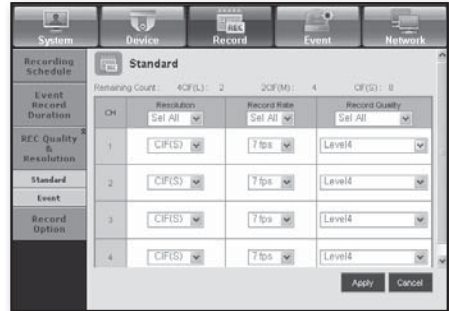 System Device Record Event Network
REC
Recording
Schedule
Event
Record
Duration
REC Quality
&
Resolution
Standard
Event
Record
Option
Standard
Remaining Count : 4CIF(L) : 2 2CIF(M) : 4 CIF(S) : 8
CH Resolution Record Rate Record Quality
Sel All Sel All Sel All
1 CIF(S) 7 fps Level4
2 CIF(S) 7 fps Level4
3 CIF(S) 7 fps Level4
4 CIF(S) 7 fps Level4
Apply Cancel